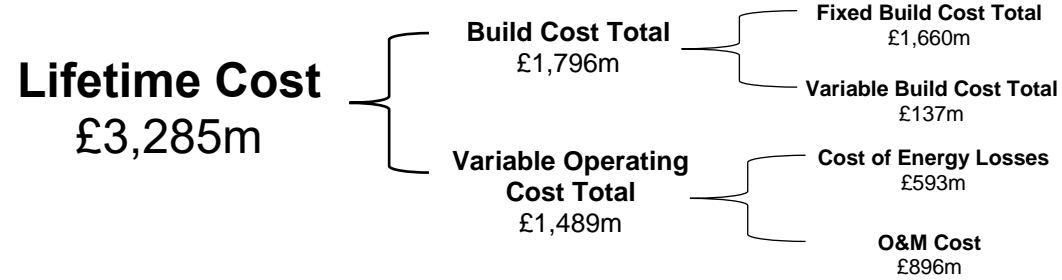 Lifetime Cost
£3,285m
Build Cost Total
£1,796m
Fixed Build Cost Total
£1,660m
Variable Build Cost Total
£137m
Variable Operating
Cost Total
£1,489m
Cost of Energy Losses
£593m
O&M Cost
£896m